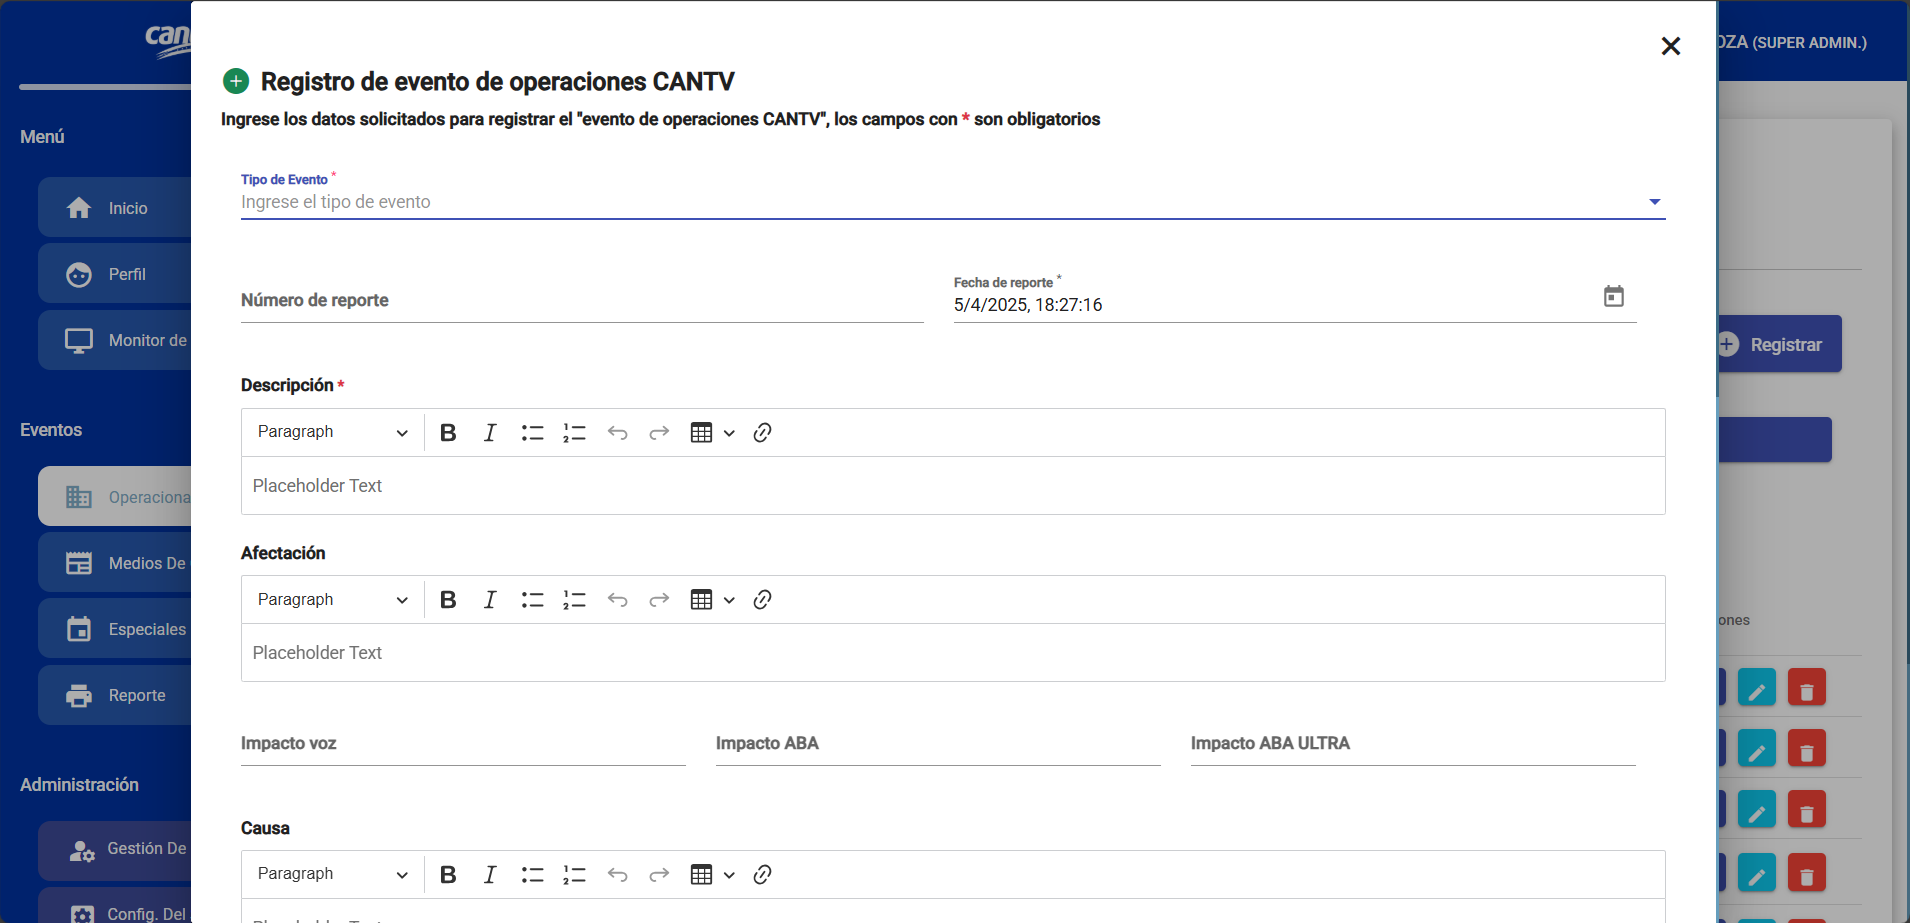 can
OZA (SUPER ADMIN.)
Menú
Inicio
Perfil
Monitor de
Eventos
Operaciona
Medios De
Especiales
Reporte
Administración
Gestión De
Config. Del
Registro de evento de operaciones CANTV
Ingrese los datos solicitados para registrar el "evento de operaciones CANTV", los campos con * son obligatorios
Tipo de Evento *
Ingrese el tipo de evento
Número de reporte
Fecha de reporte *
5/4/2025, 18:27:16
Descripción *
Paragraph
Placeholder Text
Afectación
Paragraph
Placeholder Text
Impacto voz
Impacto ABA
Impacto ABA ULTRA
Causa
Paragraph
Placeholder Text
Registrar
ones